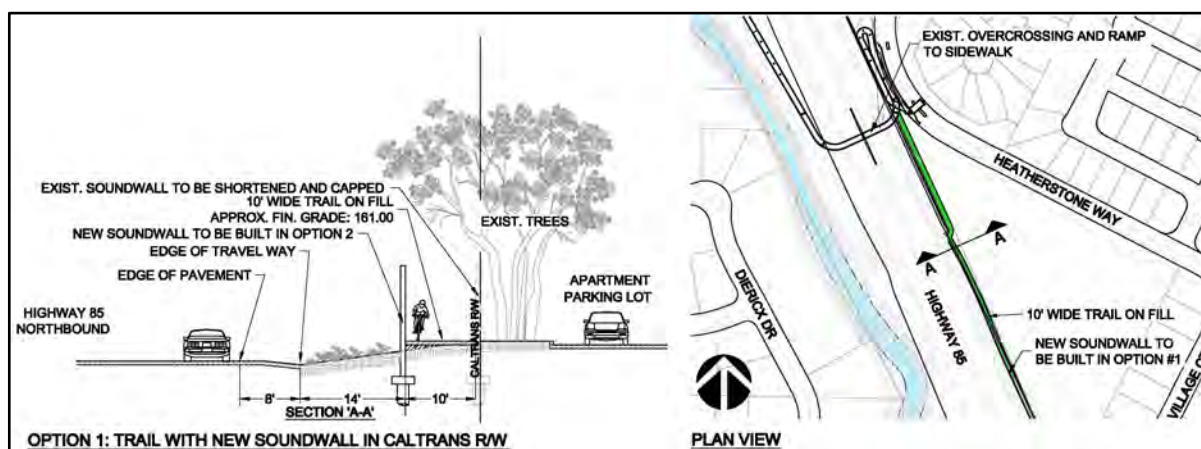 EXIST. SOUNDWALL TO BE SHORTENED AND CAPPED
10' WIDE TRAIL ON FILL
APPROX. FIN. GRADE: 161.00
NEW SOUNDWALL TO BE BUILT IN OPTION 2
EDGE OF TRAVEL WAY
EDGE OF PAVEMENT
HIGHWAY 85
NORTHBOUND
EXIST. TREES
CALTRANS R/W
APARTMENT
PARKING LOT
8'
14'
10'
SECTION 'A-A'
OPTION 1: TRAIL WITH NEW SOUNDWALL IN CALTRANS R/W
EXIST. OVERCROSSING AND RAMP
TO SIDEWALK
HEATHERSTONE WAY
A
A
DIERICX DR
HIGHWAY 85
10' WIDE TRAIL ON FILL
NEW SOUNDWALL TO
BE BUILT IN OPTION #1
PLAN VIEW